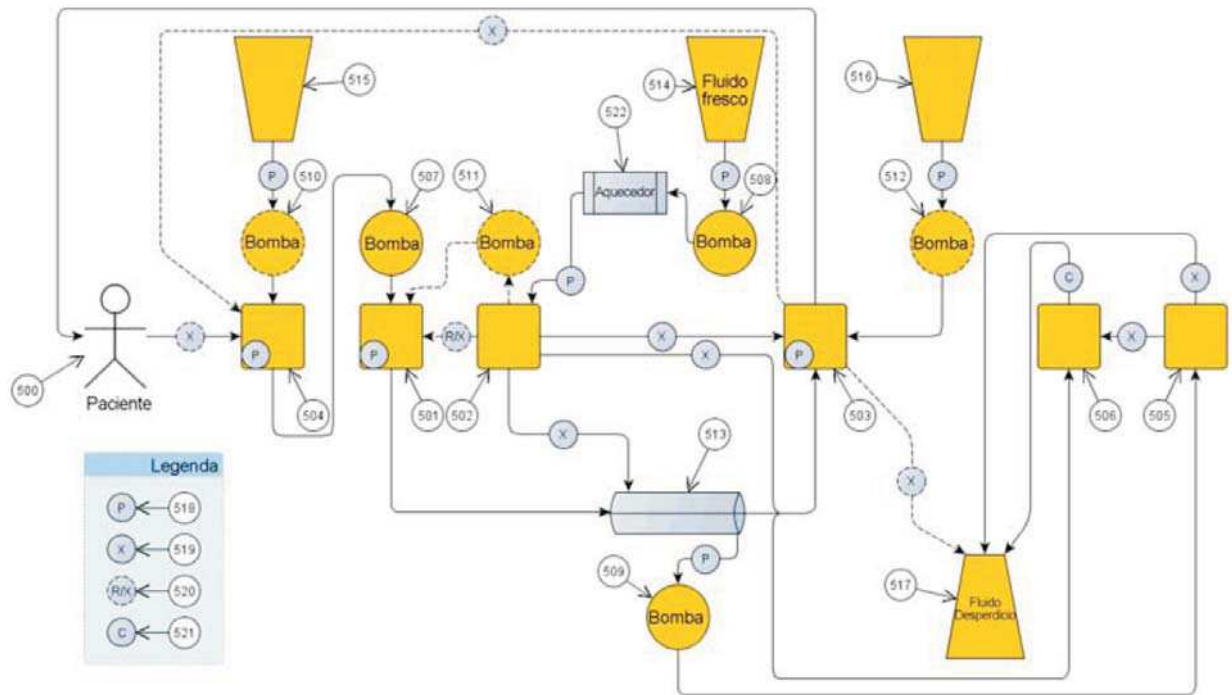 X
515
Fluido
fresco
514
516
522
P
510
507
511
Aquecedor
P
508
P
512
Bomba
Bomba
Bomba
Bomba
Bomba
P
C
X
X
P
R/X
X
X
P
P
X
500
Paciente
504
501
502
503
506
505
X
513
X
Legenda
P
518
X
519
R/X
520
C
521
P
509
Bomba
517
Fluido
Desperdicio